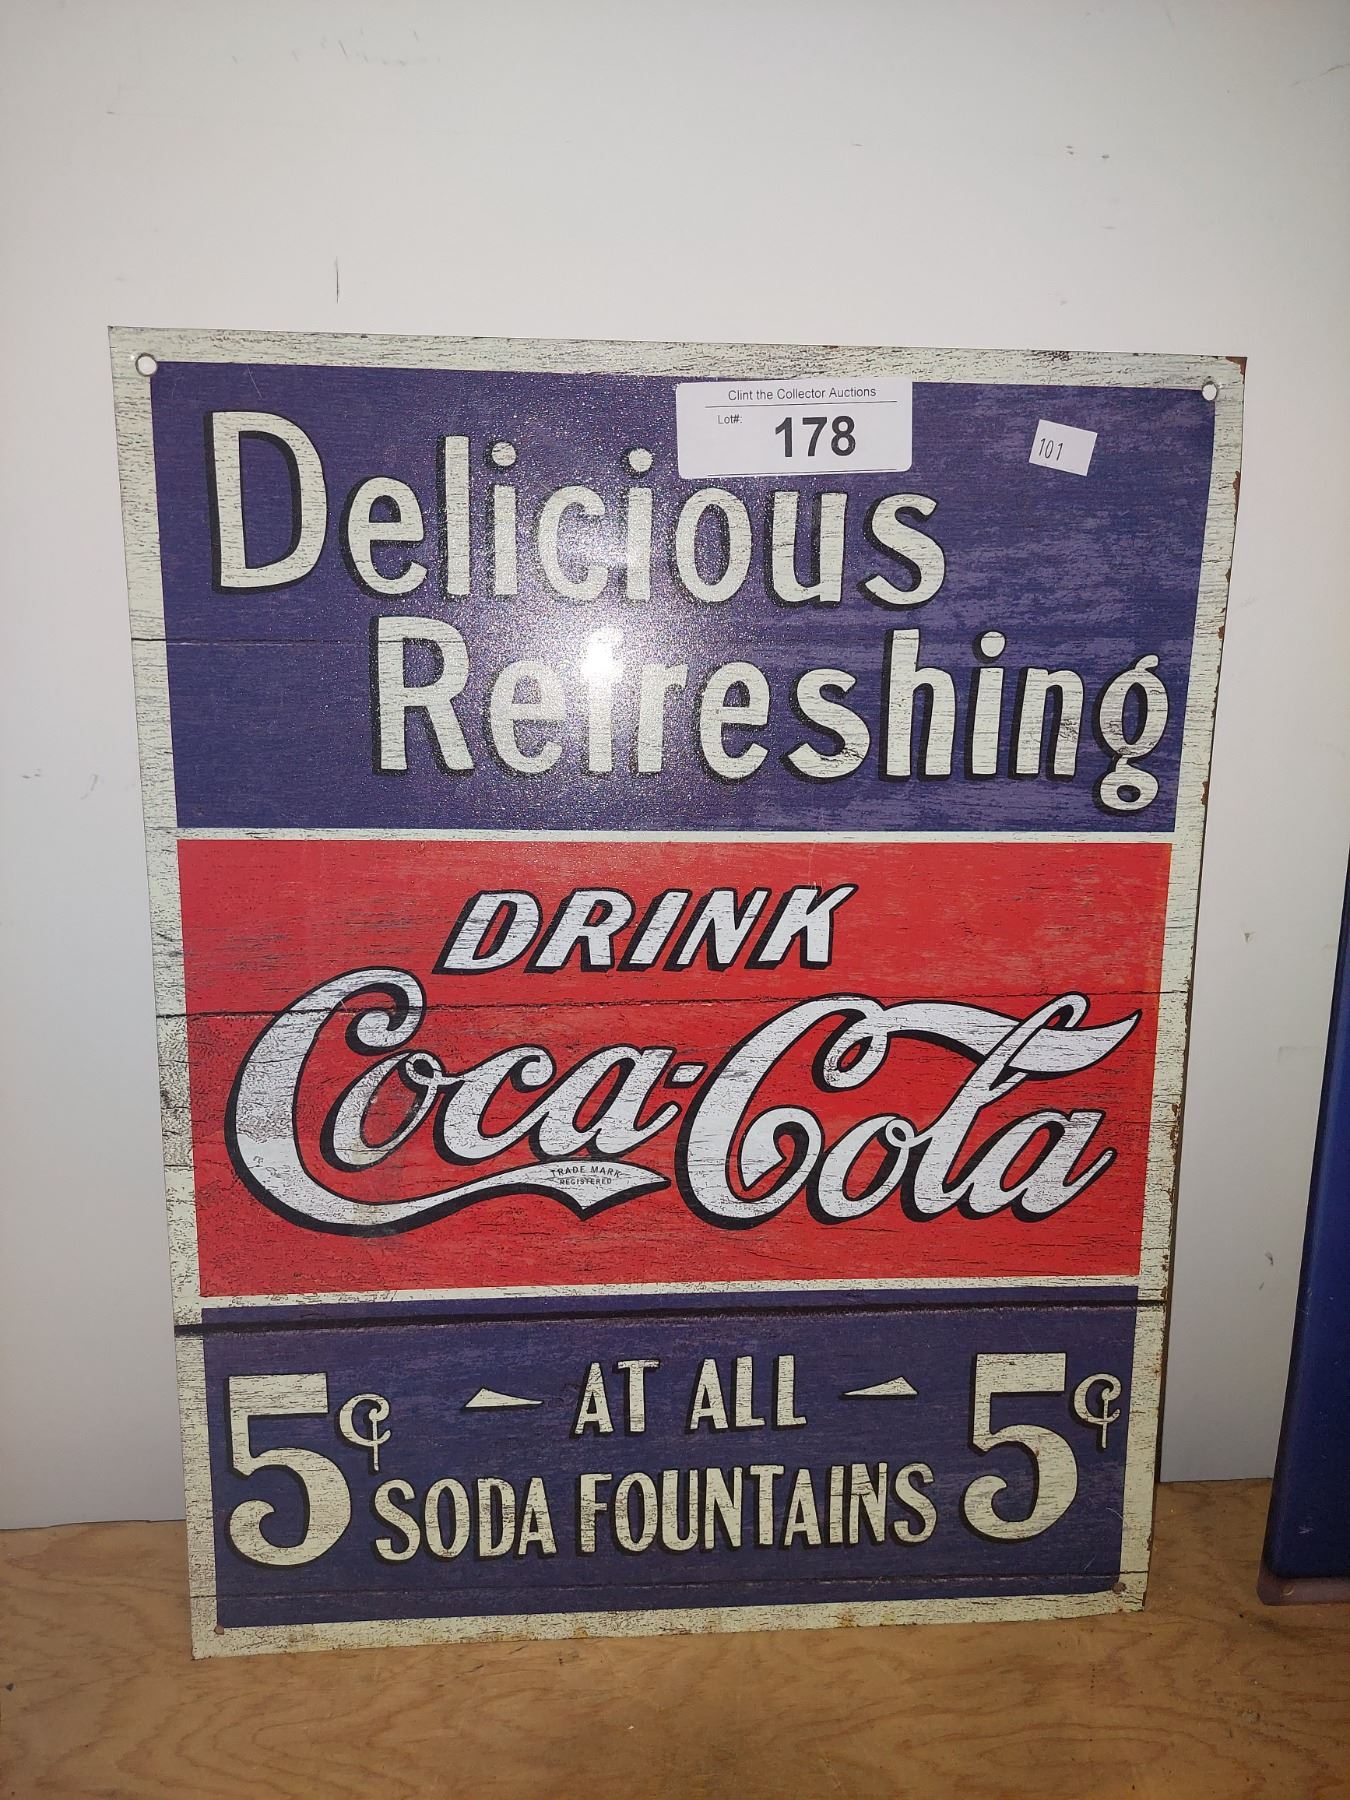 Clint the Collector Auctions
Lot#: 178
101
Delicious
Refreshing
DRINK
Coca-Cola
TRADE MARK
REGISTERED
5¢ AT ALL 5¢
SODA FOUNTAINS